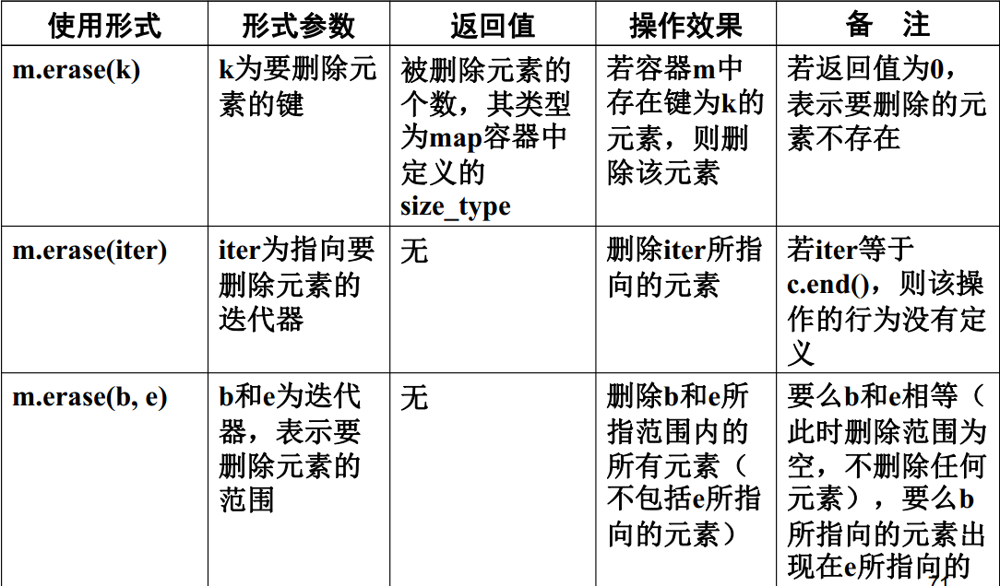 使用形式 形式参数 返回值 操作效果 备 注
m.erase(k)
k为要删除元
素的键
被删除元素的
个数，其类型
为map容器中
定义的
size_type
若容器m中
存在键为k的
元素，则删
除该元素
若返回值为0，
表示要删除的元
素不存在
m.erase(iter)
iter为指向要
删除元素的
迭代器
无
删除iter所指
向的元素
若iter等于
c.end()，则该操
作的行为没有定
义
m.erase(b, e)
b和e为迭代
器，表示要
删除元素的
范围
无
删除b和e所
指范围内的
所有元素（
不包括e所指
向的元素）
要么b和e相等（
此时删除范围为
空，不删除任何
元素），要么b
所指向的元素出
现在e所指向的
71